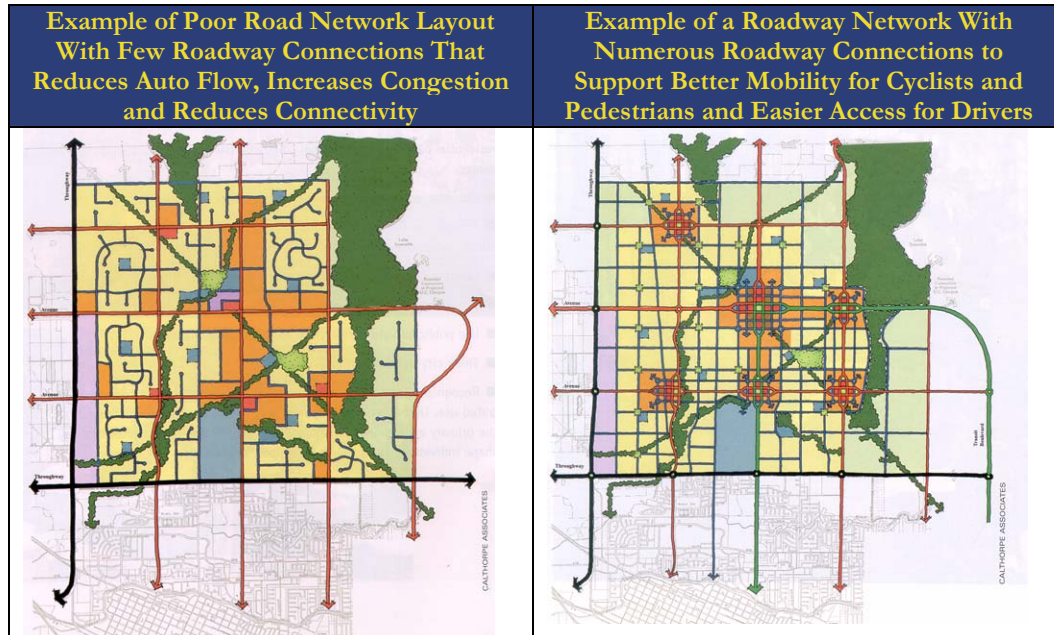 Example of Poor Road Network Layout
With Few Roadway Connections That
Reduces Auto Flow, Increases Congestion
and Reduces Connectivity
Throughway
Avenue
Avenue
Throughway
CALTHORPE ASSOCIATES
Example of a Roadway Network With
Numerous Roadway Connections to
Support Better Mobility for Cyclists and
Pedestrians and Easier Access for Drivers
Throughway
Avenue
Avenue
Throughway
Transit
Boulevard
CALTHORPE ASSOCIATES